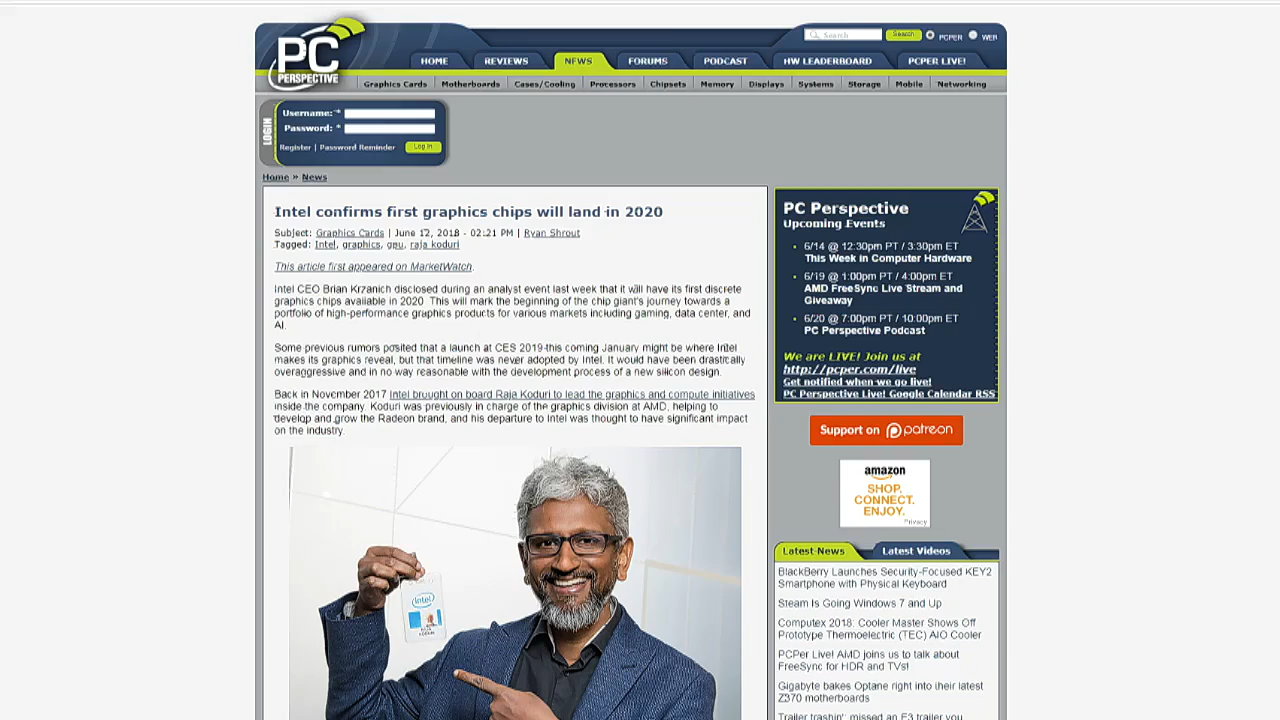 PC
PERSPECTIVE
Search
Search
PCPER
WEB
HOME
REVIEWS
NEWS
FORUMS
PODCAST
HW LEADERBOARD
PCPER LIVE!
Graphics Cards
Motherboards
Cases/Cooling
Processors
Chipsets
Memory
Displays
Systems
Storage
Mobile
Networking
LOGIN
Username: *
Password: *
Register | Password Reminder
Log in
Home » News
Intel confirms first graphics chips will land in 2020
Subject: Graphics Cards | June 12, 2018 - 02:21 PM | Ryan Shrout
Tagged: Intel, graphics, gpu, raja koduri
This article first appeared on MarketWatch.
Intel CEO Brian Krzanich disclosed during an analyst event last week that it will have its first discrete
graphics chips available in 2020. This will mark the beginning of the chip giant's journey towards a
portfolio of high-performance graphics products for various markets including gaming, data center, and
AI.
Some previous rumors posited that a launch at CES 2019 this coming January might be where Intel
makes its graphics reveal, but that timeline was never adopted by Intel. It would have been drastically
overaggressive and in no way reasonable with the development process of a new silicon design.
Back in November 2017 Intel brought on board Raja Koduri to lead the graphics and compute initiatives
inside the company. Koduri was previously in charge of the graphics division at AMD, helping to
develop and grow the Radeon brand, and his departure to Intel was thought to have significant impact
on the industry.
intel
PC Perspective
Upcoming Events
6/14 @ 12:30pm PT / 3:30pm ET
This Week in Computer Hardware
6/19 @ 1:00pm PT / 4:00pm ET
AMD FreeSync Live Stream and
Giveaway
6/20 @ 7:00pm PT / 10:00pm ET
PC Perspective Podcast
We are LIVE! Join us at
http://pcper.com/live
Get notified when we go live!
PC Perspective Live! Google Calendar RSS
Support on patreon
amazon
SHOP.
CONNECT.
ENJOY.
Privacy
Latest News
Latest Videos
BlackBerry Launches Security-Focused KEY2
Smartphone with Physical Keyboard
Steam Is Going Windows 7 and Up
Computex 2018: Cooler Master Shows Off
Prototype Thermoelectric (TEC) AIO Cooler
PCPer Live! AMD joins us to talk about
FreeSync for HDR and TVs!
Gigabyte bakes Optane right into their latest
Z370 motherboards
Trailer trashin'; missed an E3 trailer you